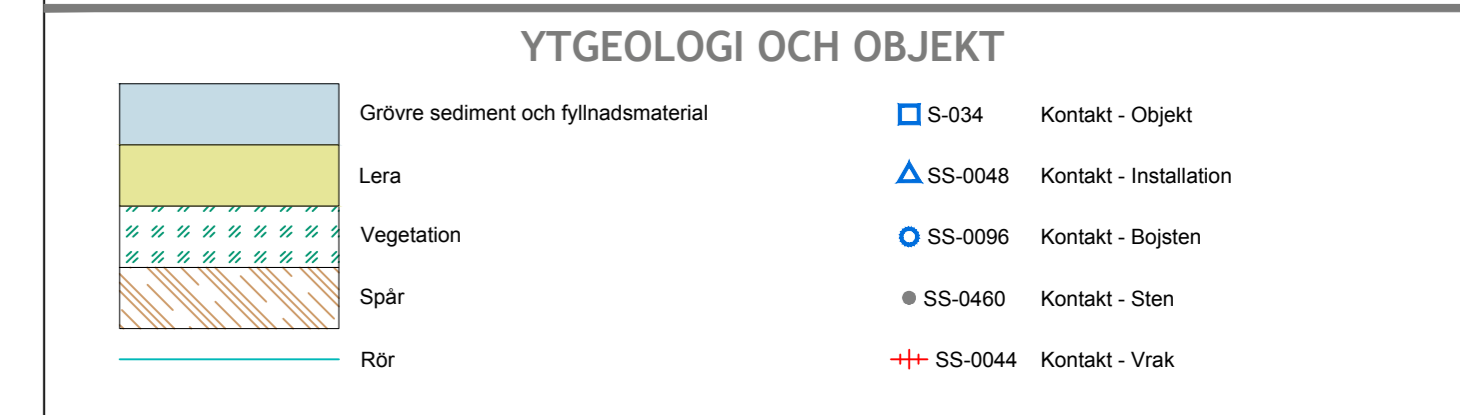 YTGEOLOGI OCH OBJEKT
Grövre sediment och fyllnadsmaterial
Lera
Vegetation
Spår
Rör
S-034 Kontakt - Objekt
SS-0048 Kontakt - Installation
SS-0096 Kontakt - Bojsten
SS-0460 Kontakt - Sten
SS-0044 Kontakt - Vrak